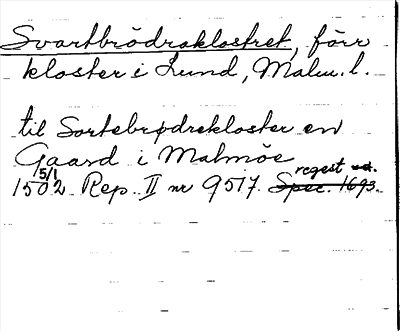 Svartbrödraklostret, förr
kloster i Lund, Malm. l.
til Sortebrødrekloster en
Gaard i Malmöe
5/1 regest
1502 Rep. II nr 9517. Spec. 1693.